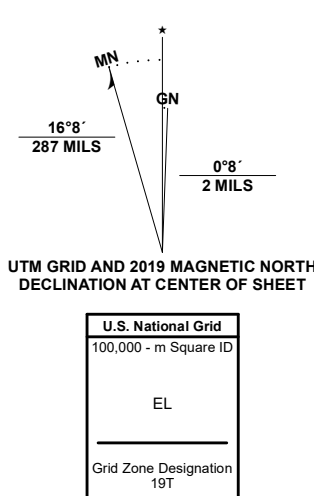 ★
MN
GN
16°8´
287 MILS
0°8´
2 MILS
UTM GRID AND 2019 MAGNETIC NORTH
DECLINATION AT CENTER OF SHEET
U.S. National Grid
100,000 - m Square ID
EL
Grid Zone Designation
19T